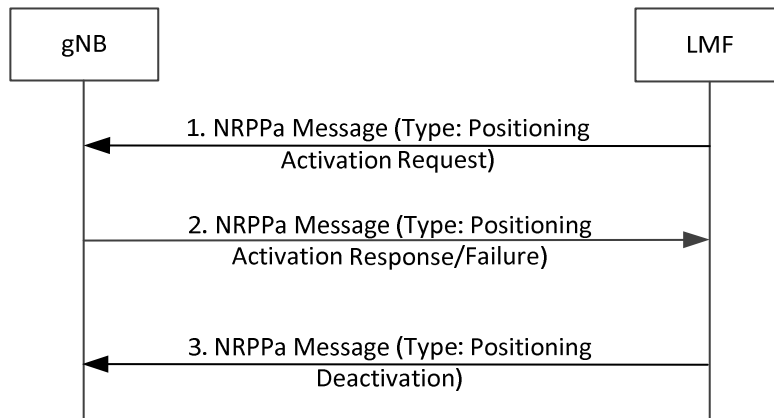 gNB
LMF
1. NRPPa Message (Type: Positioning
Activation Request)
2. NRPPa Message (Type: Positioning
Activation Response/Failure)
3. NRPPa Message (Type: Positioning
Deactivation)